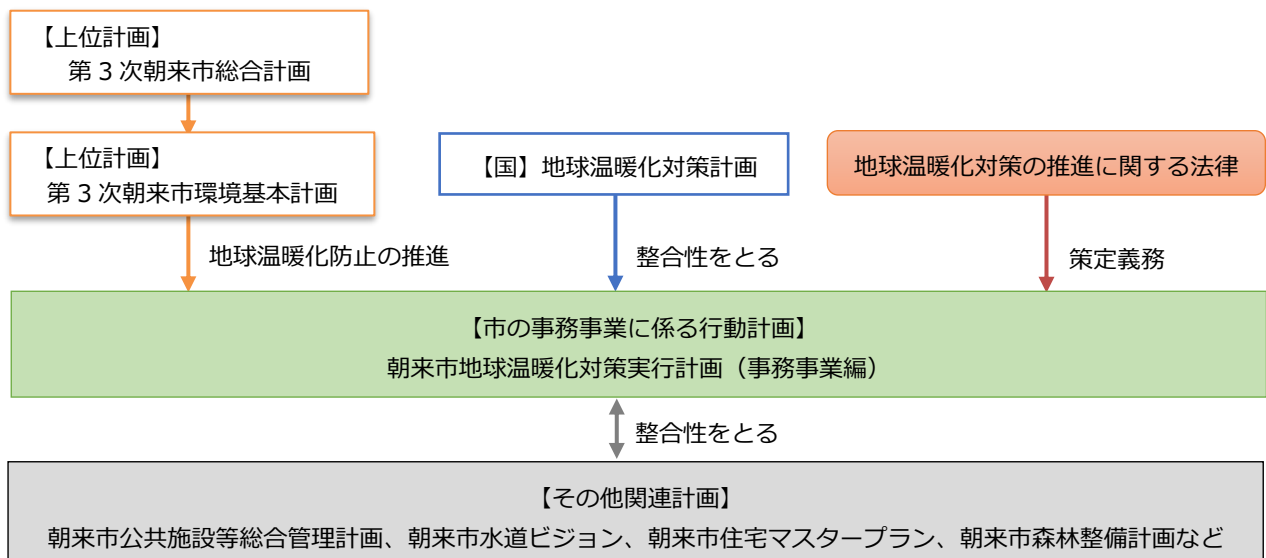 【上位計画】
第3次朝来市総合計画
【上位計画】
第3次朝来市環境基本計画
【国】地球温暖化対策計画
地球温暖化対策の推進に関する法律
地球温暖化防止の推進
整合性をとる
策定義務
【市の事務事業に係る行動計画】
朝来市地球温暖化対策実行計画（事務事業編）
整合性をとる
【その他関連計画】
朝来市公共施設等総合管理計画、朝来市水道ビジョン、朝来市住宅マスタープラン、朝来市森林整備計画など